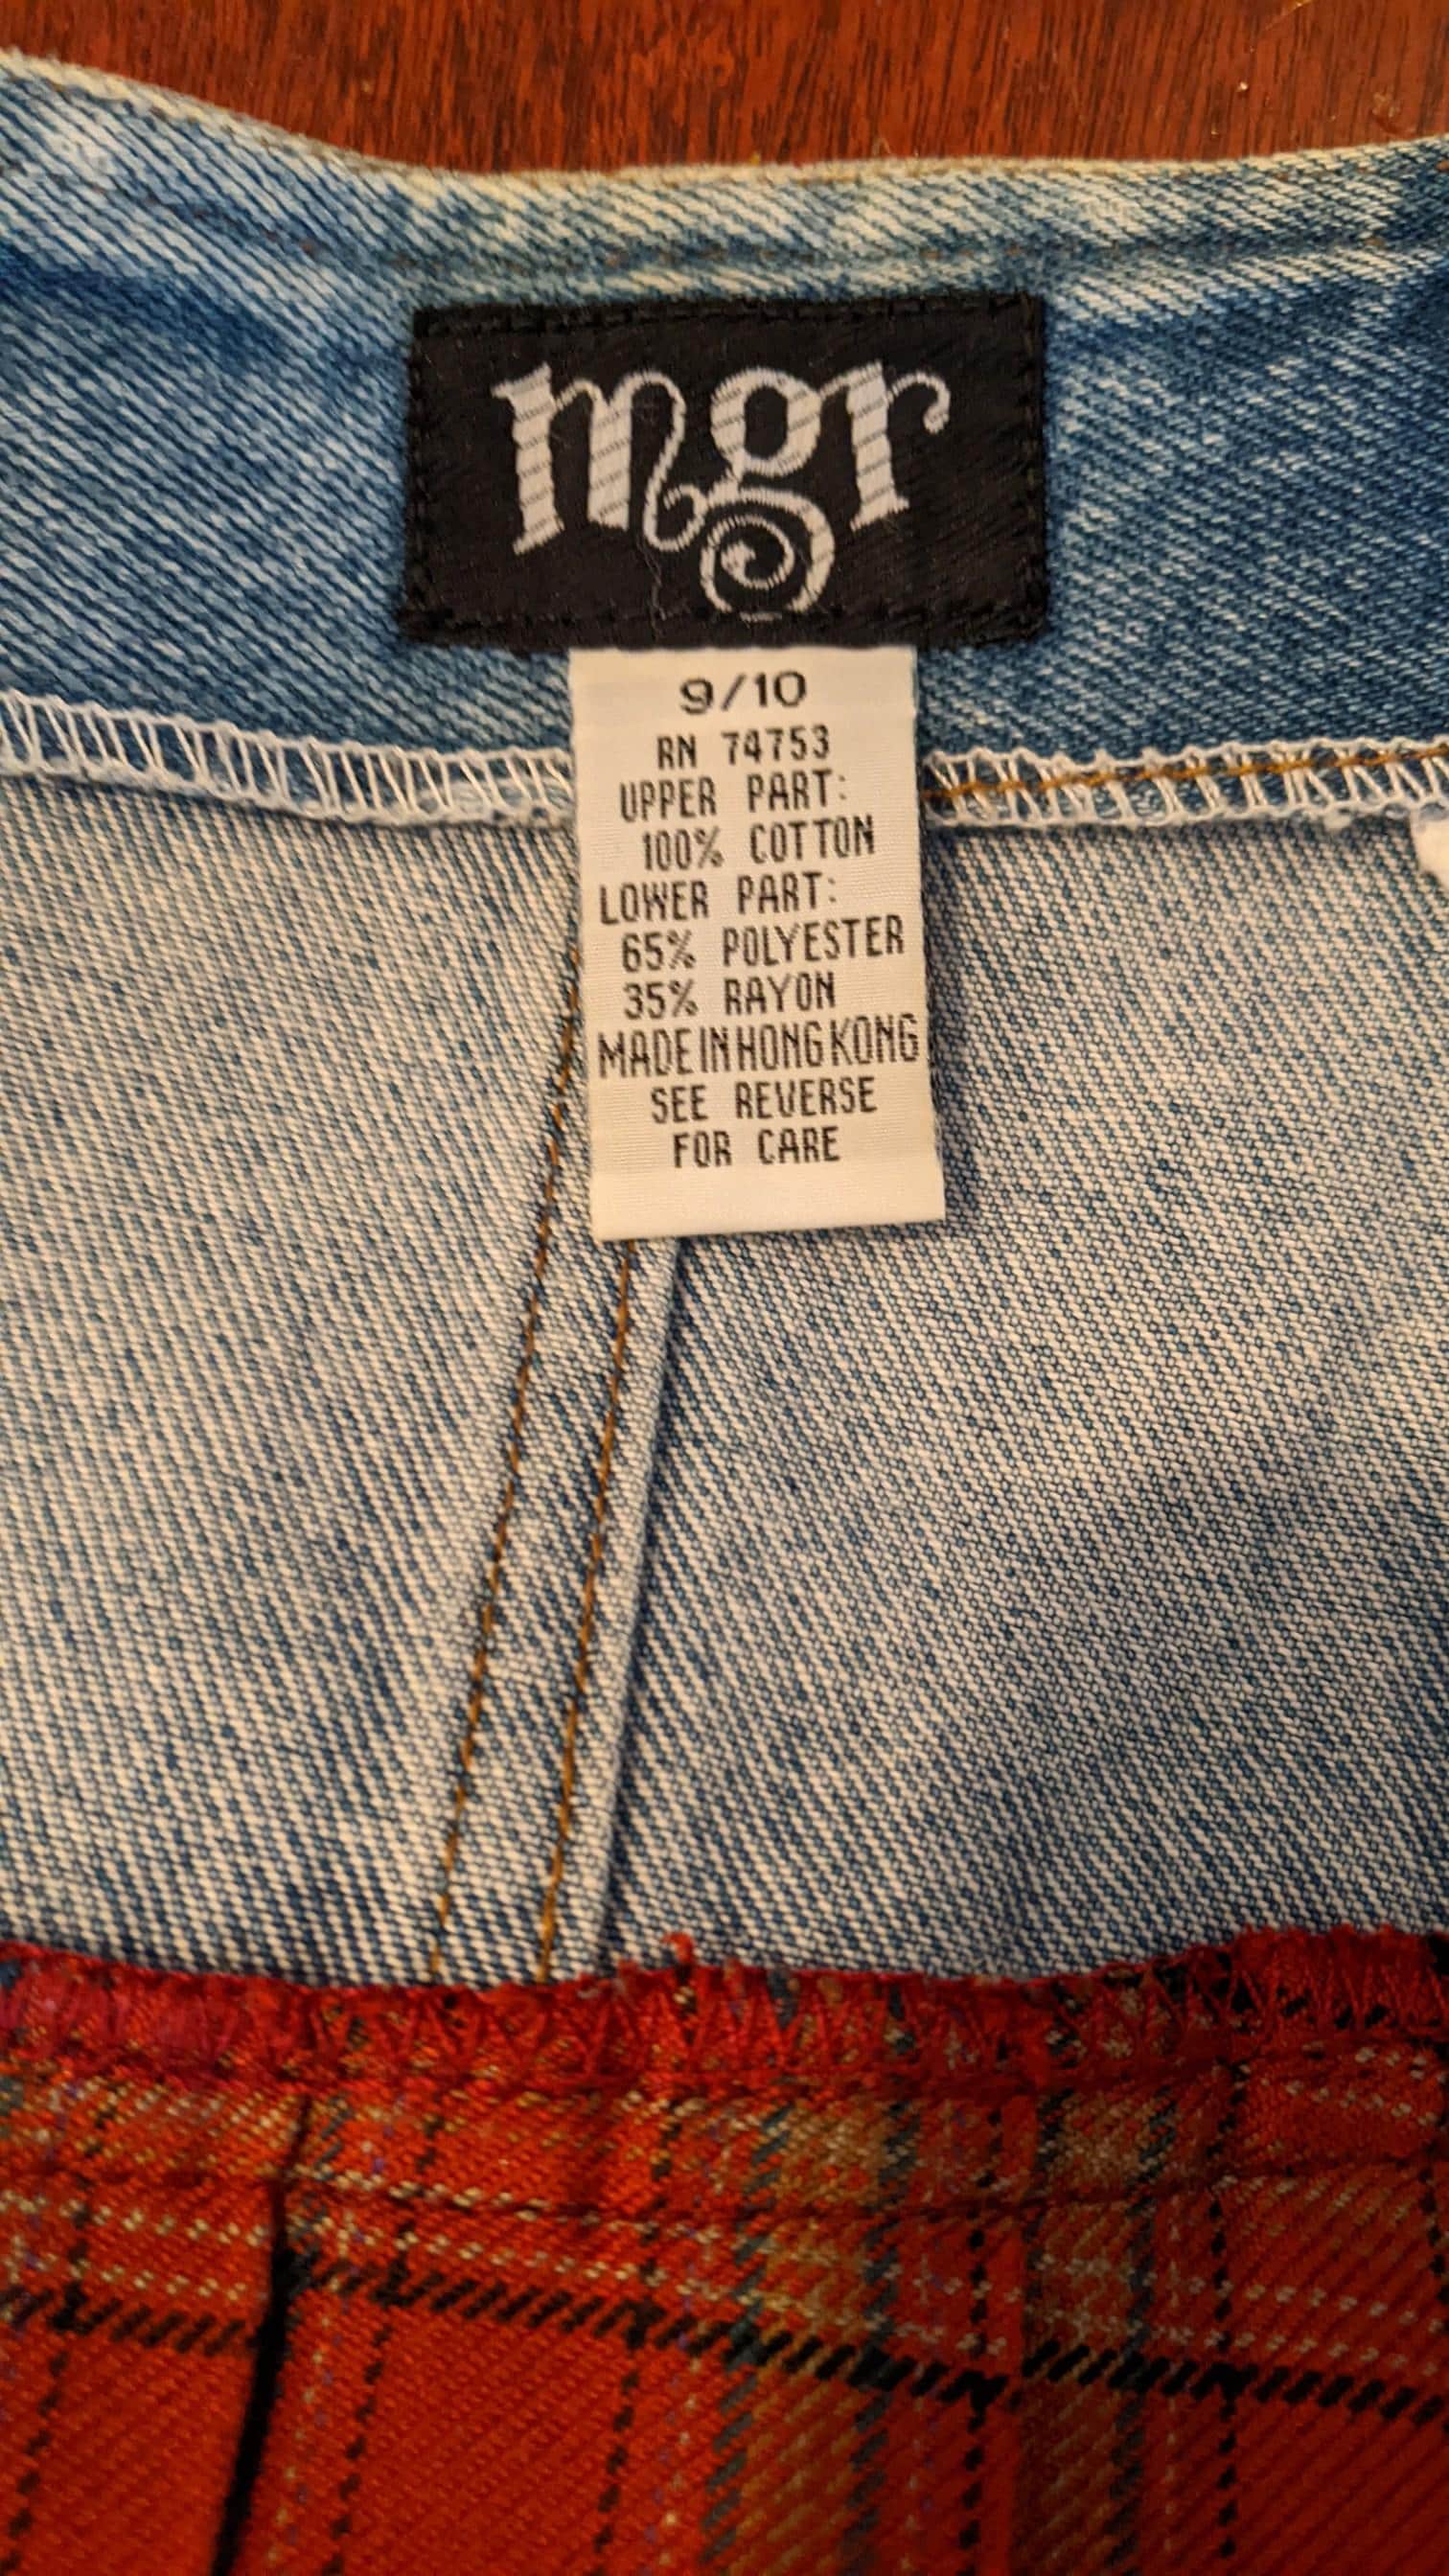 mgr
9/10
RN 74753
UPPER PART:
100% COTTON
LOWER PART:
65% POLYESTER
35% RAYON
MADE IN HONG KONG
SEE REVERSE
FOR CARE